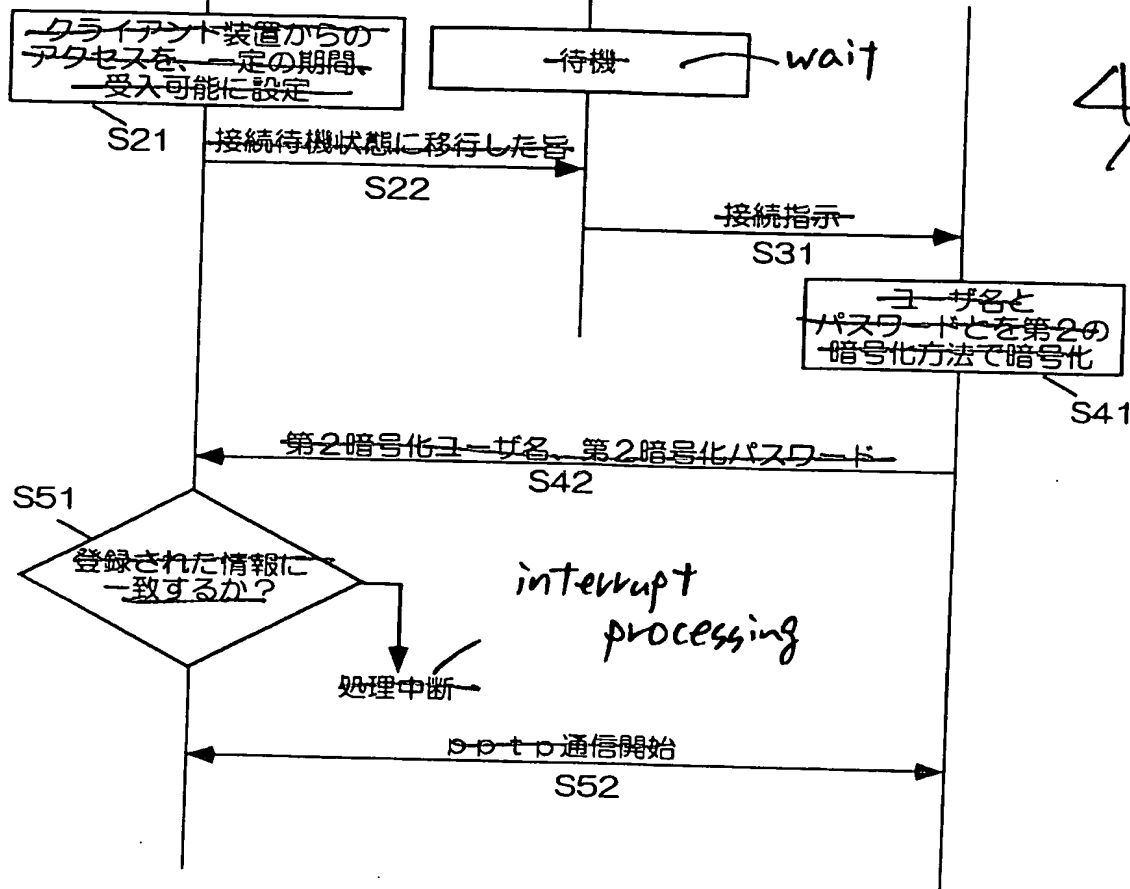 クライアント装置からの
アクセスを、一定の期間、
受入可能に設定
S21
待機
wait
接続待機状態に移行した旨
S22
接続指示
S31
ユーザ名と
パスワードとを第2の
暗号化方法で暗号化
S41
第2暗号化ユーザ名、第2暗号化パスワード
S42
S51
登録された情報に
一致するか?
interrupt
processing
処理中断
pptp通信開始
S52